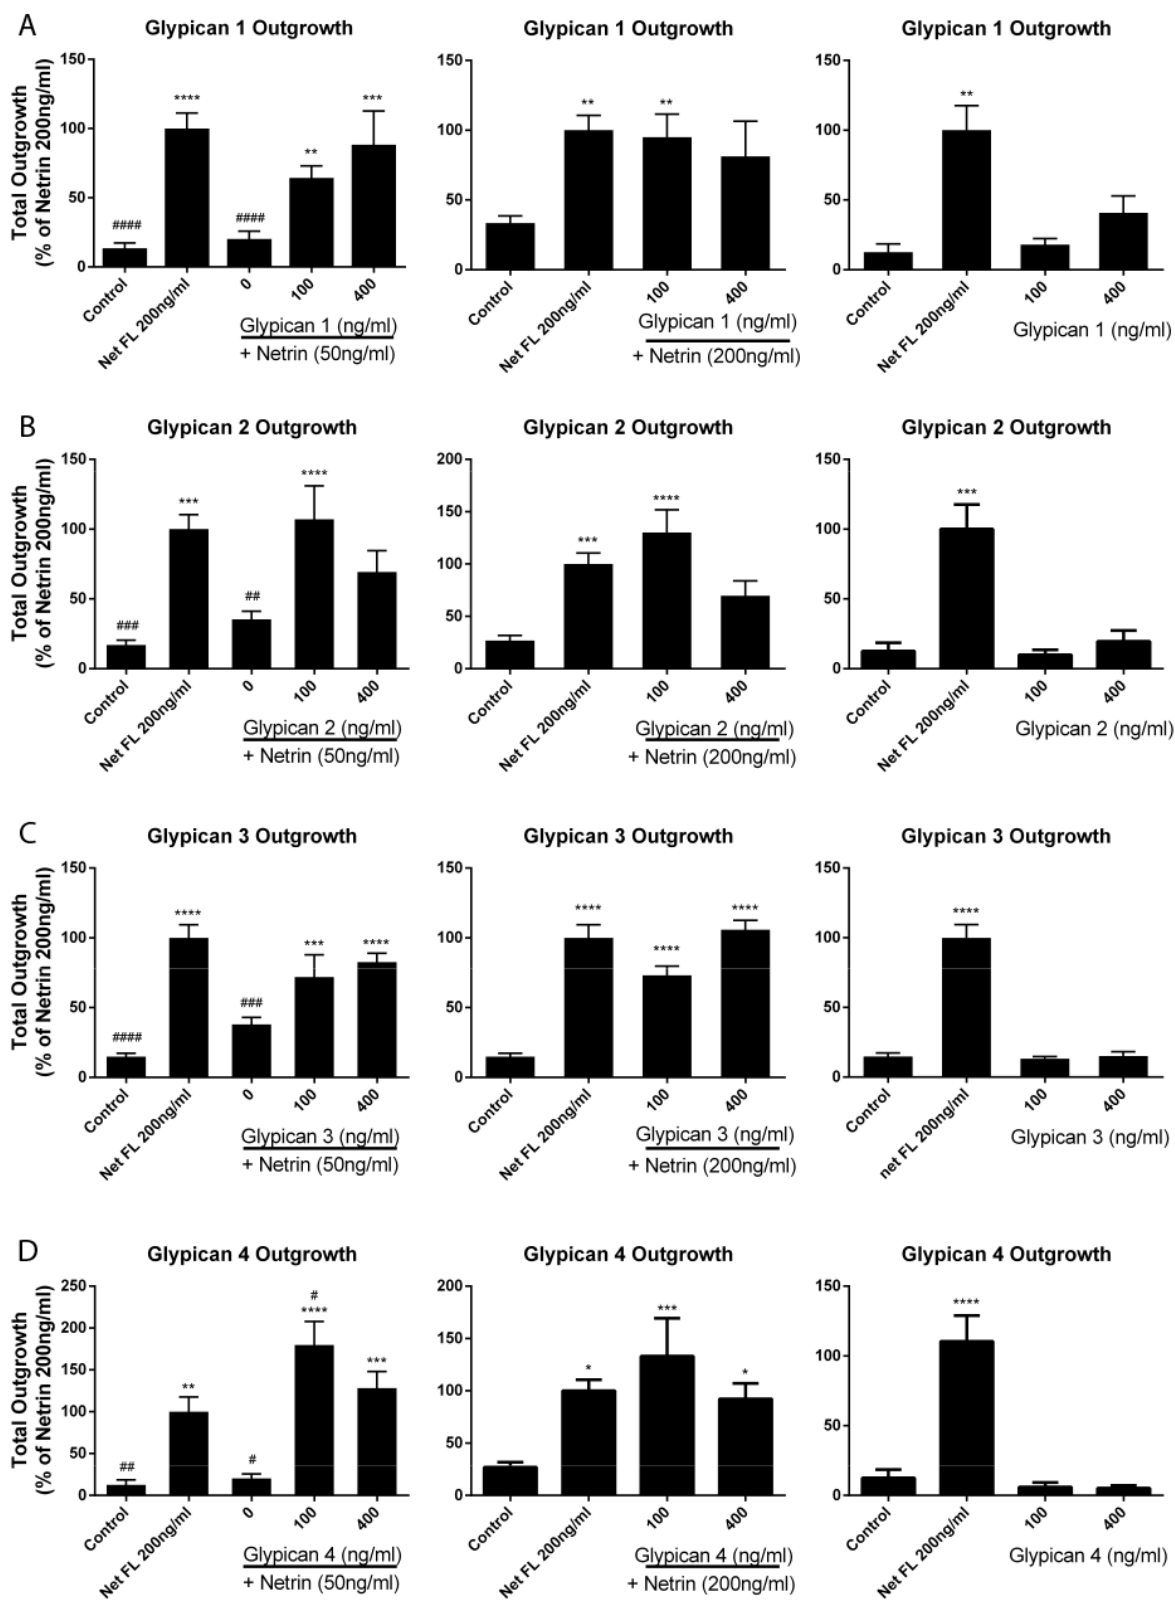 A
Glypican 1 Outgrowth
Total Outgrowth
(% of Netrin 200ng/ml)
150
100
50
0
####
****
####
**
***
Control
Net FL 200ng/ml
0
100
400
Glypican 1 (ng/ml)
+ Netrin (50ng/ml)
Glypican 1 Outgrowth
150
100
50
0
**
**
Control
Net FL 200ng/ml
100
400
Glypican 1 (ng/ml)
+ Netrin (200ng/ml)
Glypican 1 Outgrowth
150
100
50
0
**
Control
Net FL 200ng/ml
100
400
Glypican 1 (ng/ml)
B
Glypican 2 Outgrowth
Total Outgrowth
(% of Netrin 200ng/ml)
150
100
50
0
###
***
##
****
Control
Net FL 200ng/ml
0
100
400
Glypican 2 (ng/ml)
+ Netrin (50ng/ml)
Glypican 2 Outgrowth
200
150
100
50
0
***
****
Control
Net FL 200ng/ml
100
400
Glypican 2 (ng/ml)
+ Netrin (200ng/ml)
Glypican 2 Outgrowth
150
100
50
0
***
Control
Net FL 200ng/ml
100
400
Glypican 2 (ng/ml)
C
Glypican 3 Outgrowth
Total Outgrowth
(% of Netrin 200ng/ml)
150
100
50
0
####
****
###
***
****
Control
Net FL 200ng/ml
0
100
400
Glypican 3 (ng/ml)
+ Netrin (50ng/ml)
Glypican 3 Outgrowth
150
100
50
0
****
****
****
Control
Net FL 200ng/ml
100
400
Glypican 3 (ng/ml)
+ Netrin (200ng/ml)
Glypican 3 Outgrowth
150
100
50
0
****
Control
net FL 200ng/ml
100
400
Glypican 3 (ng/ml)
D
Glypican 4 Outgrowth
Total Outgrowth
(% of Netrin 200ng/ml)
250
200
150
100
50
0
##
**
#
#
****
***
Control
Net FL 200ng/ml
0
100
400
Glypican 4 (ng/ml)
+ Netrin (50ng/ml)
Glypican 4 Outgrowth
200
150
100
50
0
*
***
*
Control
Net FL 200ng/ml
100
400
Glypican 4 (ng/ml)
+ Netrin (200ng/ml)
Glypican 4 Outgrowth
150
100
50
0
****
Control
Net FL 200ng/ml
100
400
Glypican 4 (ng/ml)